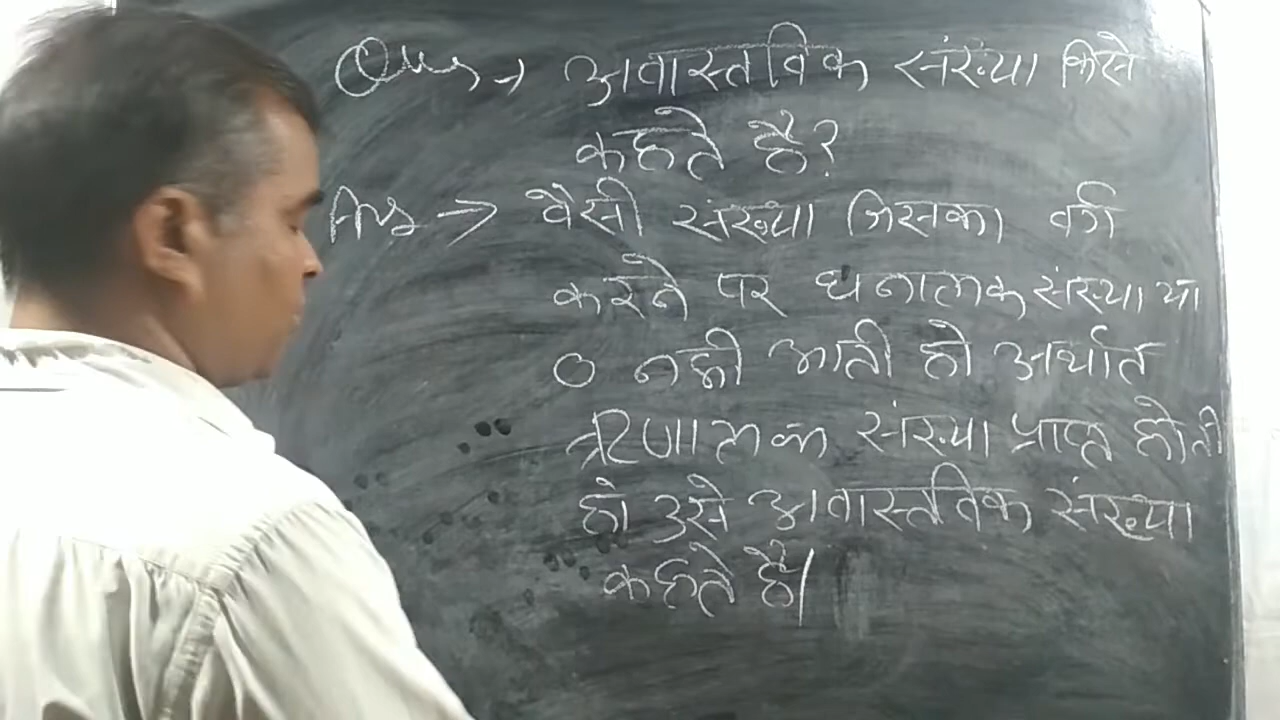 Ques→ अवास्तविक संख्या किसे
कहते है?
Ans → वैसी संख्या जिसका वर्ग
करने पर धनात्मक संख्या या
0 नही आती हो अर्थात
ऋणात्मक संख्या प्राप्त होती
हो उसे अवास्तविक संख्या
कहते है।